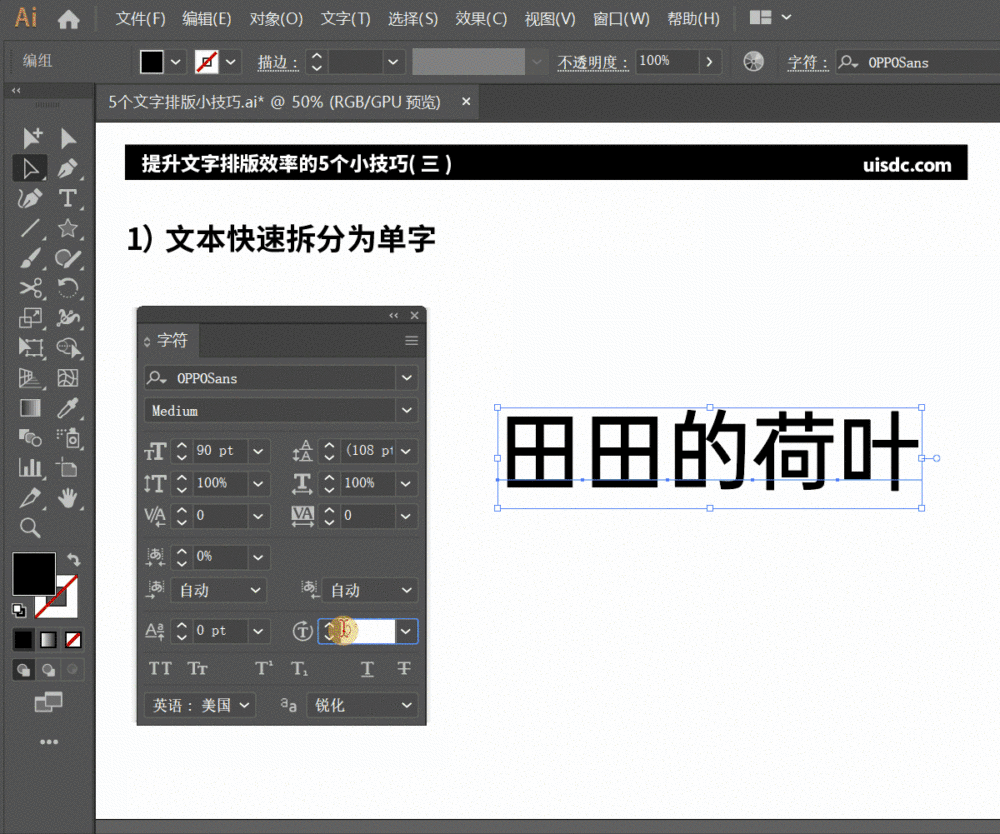 Ai 文件(F) 编辑(E) 对象(O) 文字(T) 选择(S) 效果(C) 视图(V) 窗口(W) 帮助(H)
编组 描边： 不透明度： 100% 字符： OPPOSans
5个文字排版小技巧.ai* @ 50% (RGB/GPU 预览)
提升文字排版效率的5个小技巧( 三 ) uisdc.com
1) 文本快速拆分为单字
字符
OPPOSans
Medium
90 pt (108 pt
100% 100%
0 0
0%
自动 自动
0 pt
英语：美国 锐化
田田的荷叶